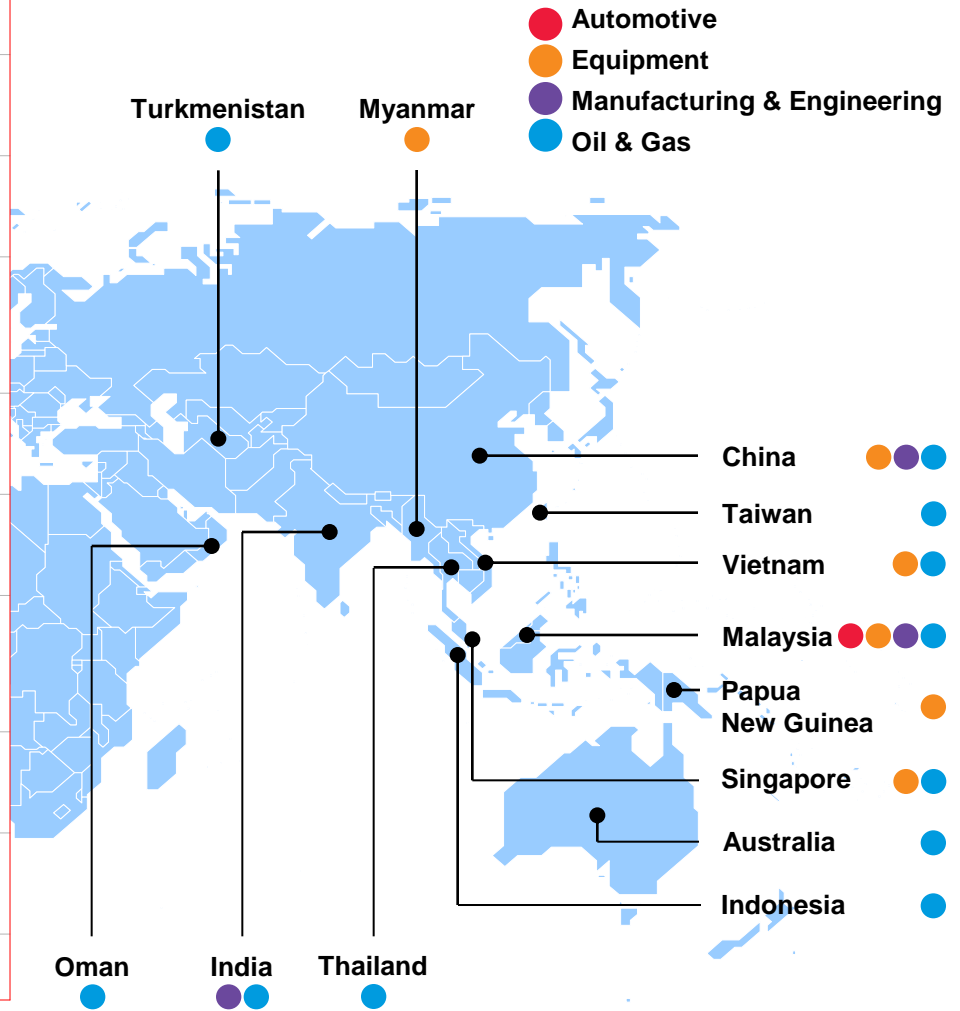 Automotive
Equipment
Manufacturing & Engineering
Oil & Gas
Turkmenistan
Myanmar
China
Taiwan
Vietnam
Malaysia
Papua
New Guinea
Singapore
Australia
Indonesia
Oman
India
Thailand